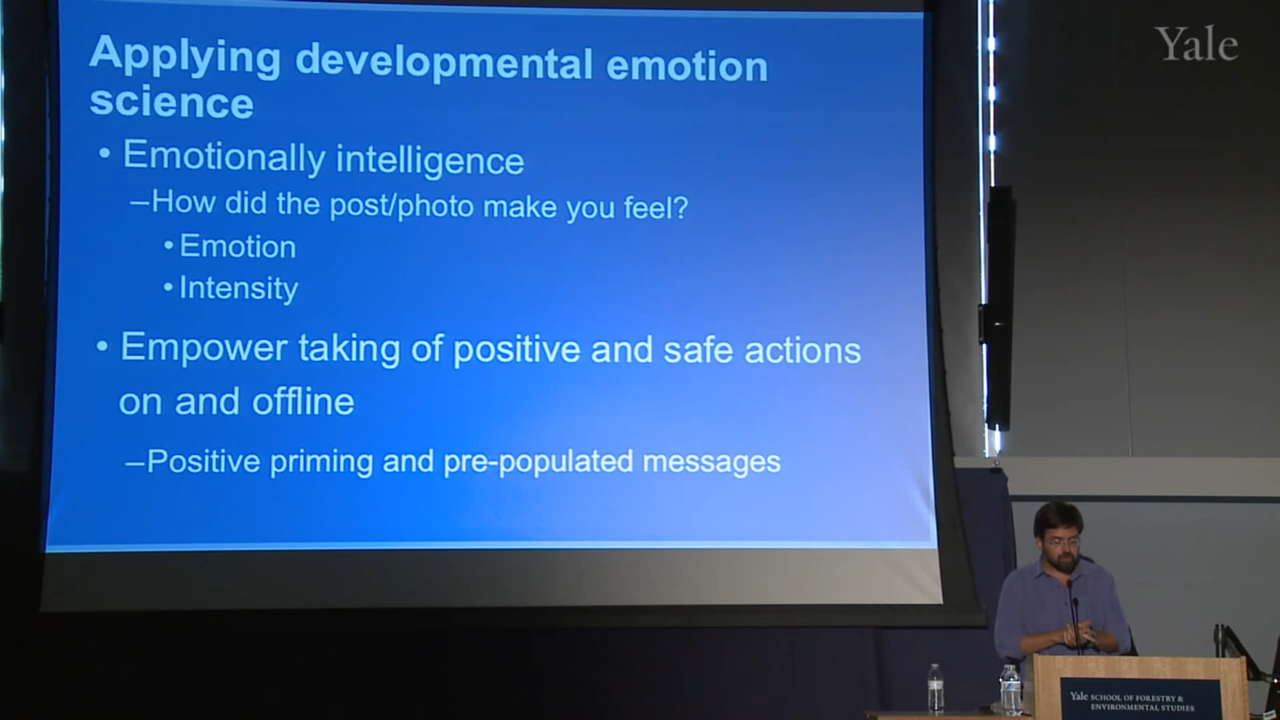 Yale
Applying developmental emotion
science
• Emotionally intelligence
–How did the post/photo make you feel?
• Emotion
• Intensity
• Empower taking of positive and safe actions
on and offline
–Positive priming and pre-populated messages
Yale SCHOOL OF FORESTRY &
ENVIRONMENTAL STUDIES